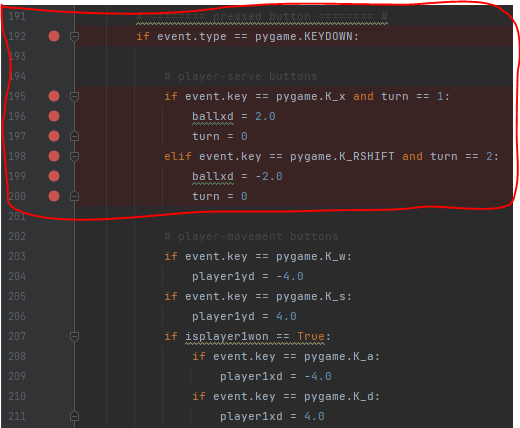 191 # ======== pressed button ======== #
192 if event.type == pygame.KEYDOWN:
193
194 # player-serve buttons
195 if event.key == pygame.K_x and turn == 1:
196 ballxd = 2.0
197 turn = 0
198 elif event.key == pygame.K_RSHIFT and turn == 2:
199 ballxd = -2.0
200 turn = 0
201
202 # player-movement buttons
203 if event.key == pygame.K_w:
204 player1yd = -4.0
205 if event.key == pygame.K_s:
206 player1yd = 4.0
207 if isplayer1won == True:
208 if event.key == pygame.K_a:
209 player1xd = -4.0
210 if event.key == pygame.K_d:
211 player1xd = 4.0